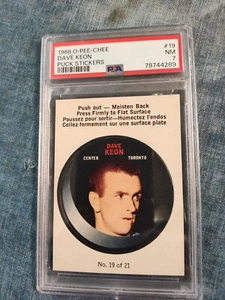 1968 O-PEE-CHEE #19
DAVE KEON NM 7
PUCK STICKERS PSA 78744289
Push out — Moisten Back
Press Firmly to Flat Surface
Poussez pour sortir — Humectez l'endos
Collez fermement sur une surface plate
DAVE
KEON
CENTER TORONTO
No. 19 of 21